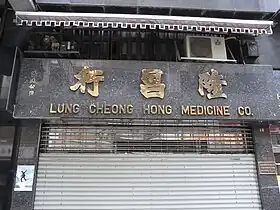 行昌隆
LUNG CHEONG HONG MEDICINE CO.